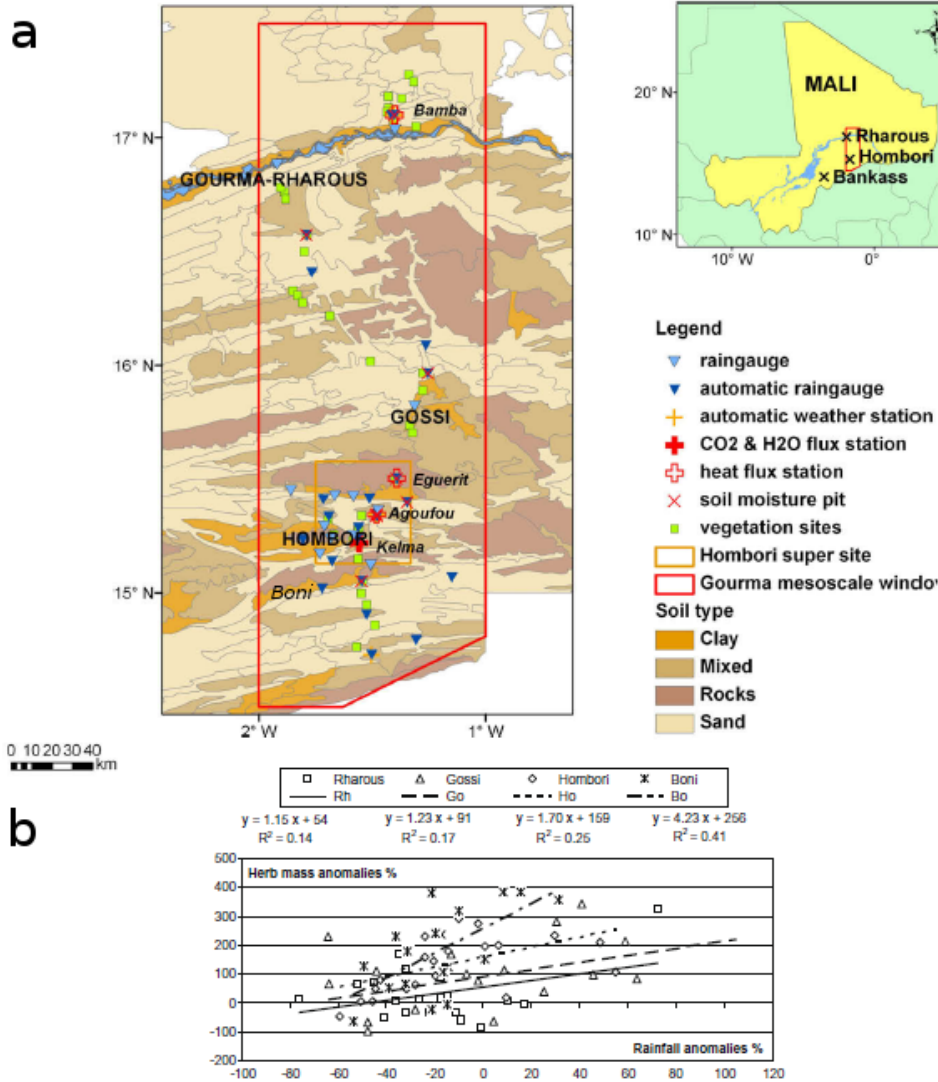 a
Bamba
17° N
GOURMA-RHAROUS
16° N
GOSSI
Eguerit
Agoufou
HOMBORI
Kelma
Boni
15° N
2° W
1° W
0 10 20 30 40
km
20° N
MALI
Rharous
Hombori
Bankass
10° N
10° W
0°
Legend
raingauge
automatic raingauge
automatic weather station
CO2 & H2O flux station
heat flux station
soil moisture pit
vegetation sites
Hombori super site
Gourma mesoscale window
Soil type
Clay
Mixed
Rocks
Sand
b
Rharous Gossi Hombori Boni
Rh Go Ho Bo
y = 1.15 x + 54 y = 1.23 x + 91 y = 1.70 x + 159 y = 4.23 x + 256
R² = 0.14 R² = 0.17 R² = 0.25 R² = 0.41
Herb mass anomalies %
500
400
300
200
100
0
-100
-200
Rainfall anomalies %
-100 -80 -60 -40 -20 0 20 40 60 80 100 120